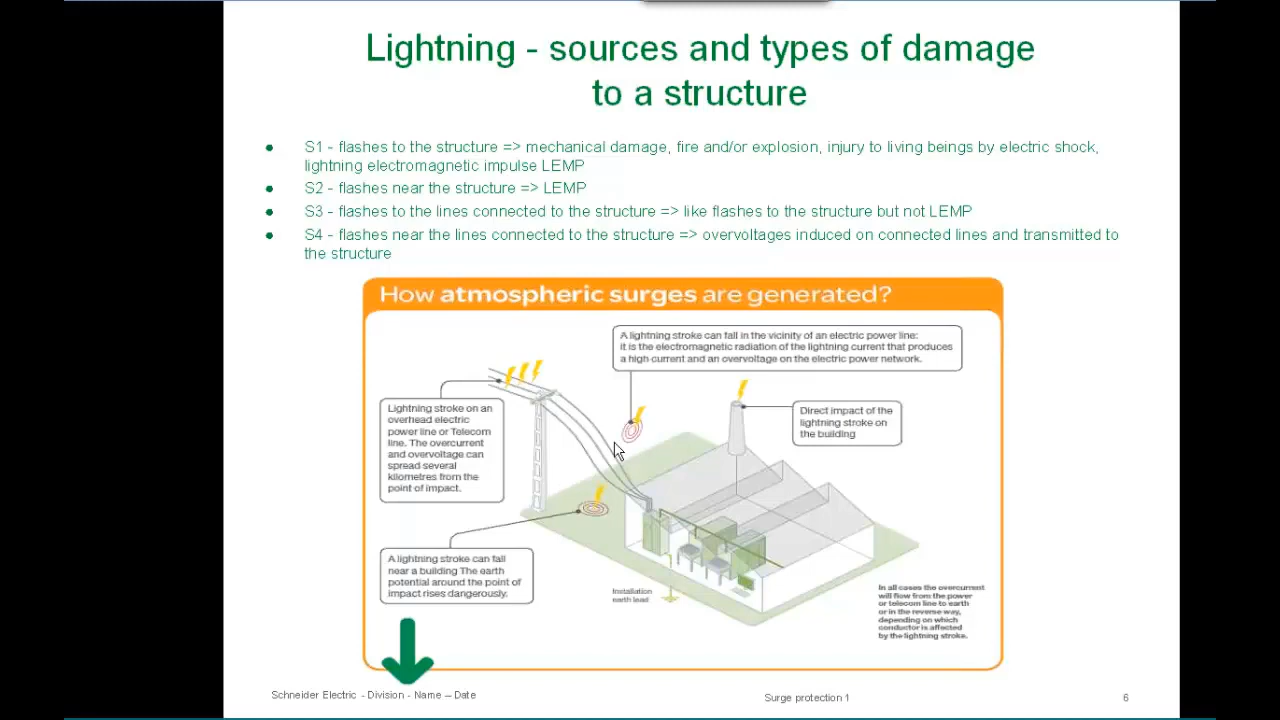 Lightning - sources and types of damage
to a structure
● S1 - flashes to the structure => mechanical damage, fire and/or explosion, injury to living beings by electric shock,
lightning electromagnetic impulse LEMP
● S2 - flashes near the structure => LEMP
● S3 - flashes to the lines connected to the structure => like flashes to the structure but not LEMP
● S4 - flashes near the lines connected to the structure => overvoltages induced on connected lines and transmitted to
the structure
How atmospheric surges are generated?
A lightning stroke can fall in the vicinity of an electric power line:
it is the electromagnetic radiation of the lightning current that produces
a high current and an overvoltage on the electric power network.
Lightning stroke on an
overhead electric
power line or Telecom
line. The overcurrent
and overvoltage can
spread several
kilometres from the
point of impact.
Direct impact of the
lightning stroke on
the building
A lightning stroke can fall
near a building The earth
potential around the point of
impact rises dangerously.
Installation
earth lead
In all cases the overcurrent
will flow from the power
or telecom line to earth
or in the reverse way,
depending on which
conductor is affected
by the lightning stroke.
Schneider Electric - Division - Name – Date
Surge protection 1
6